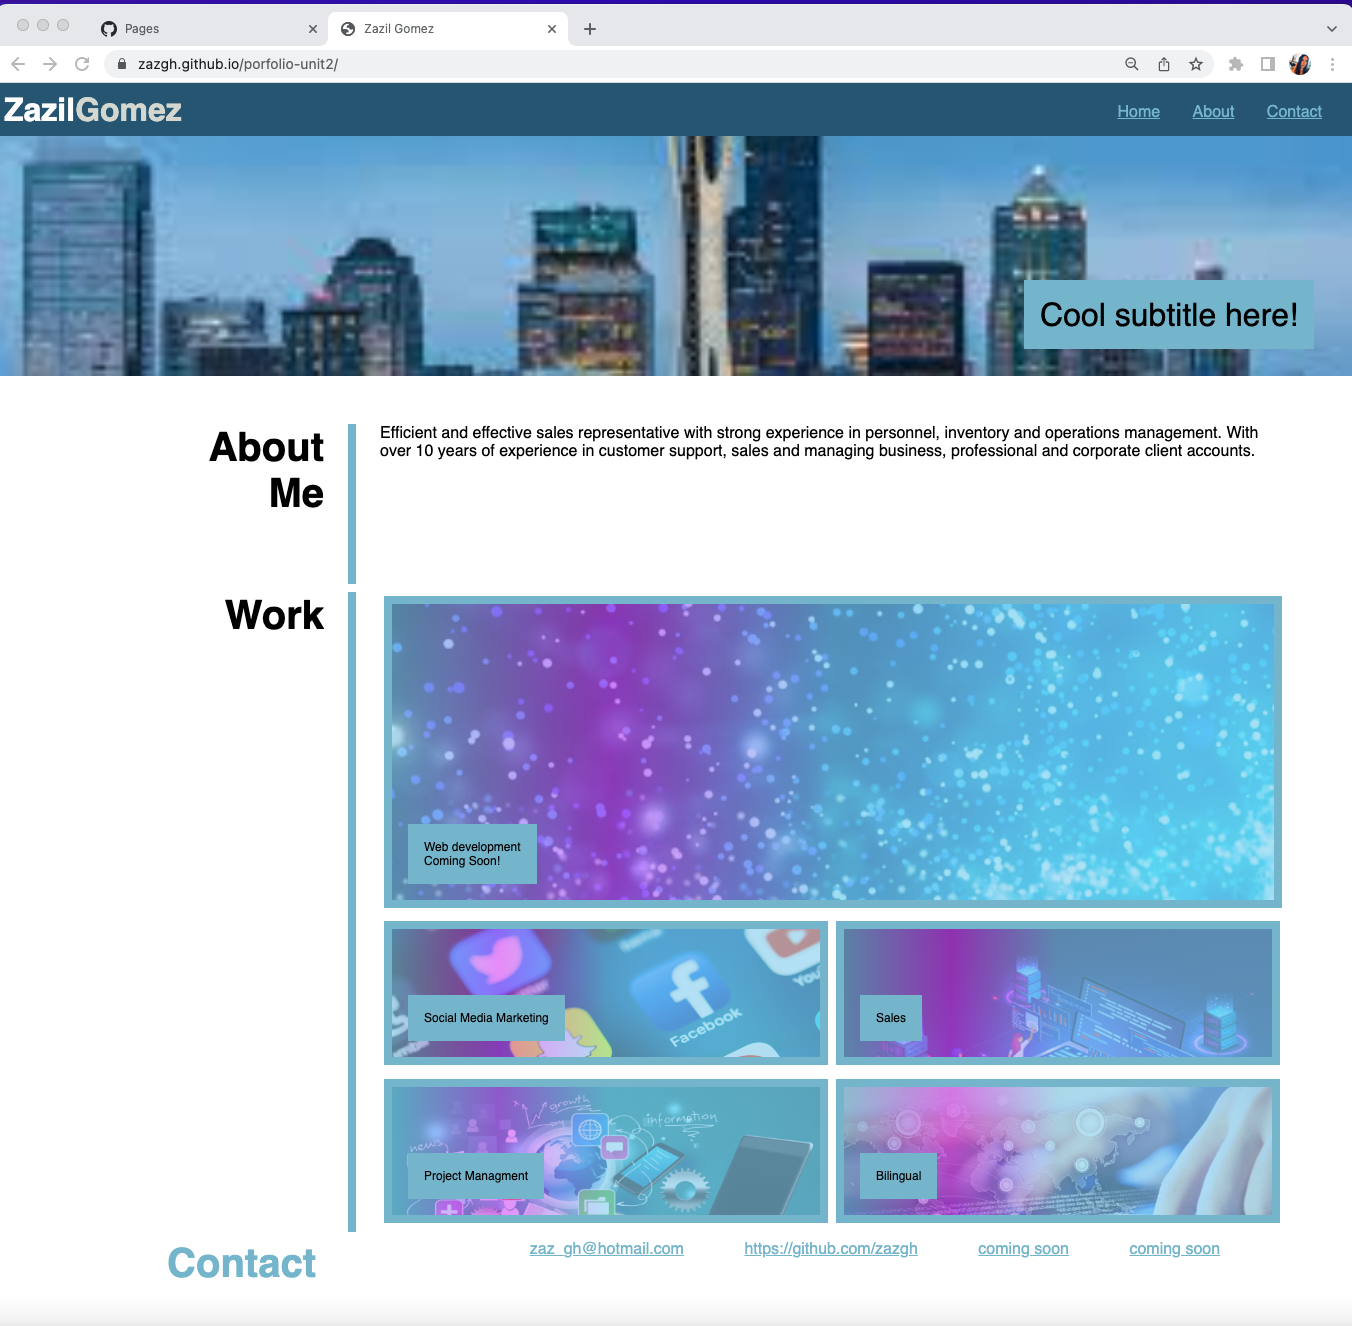 Pages
Zazil Gomez
zazgh.github.io/porfolio-unit2/
ZazilGomez
Home About Contact
Cool subtitle here!
About
Me
Efficient and effective sales representative with strong experience in personnel, inventory and operations management. With
over 10 years of experience in customer support, sales and managing business, professional and corporate client accounts.
Work
Web development
Coming Soon!
Facebook
Social Media Marketing
Sales
growth
information
news
Project Managment
Bilingual
Contact
zaz_gh@hotmail.com https://github.com/zazgh coming soon coming soon